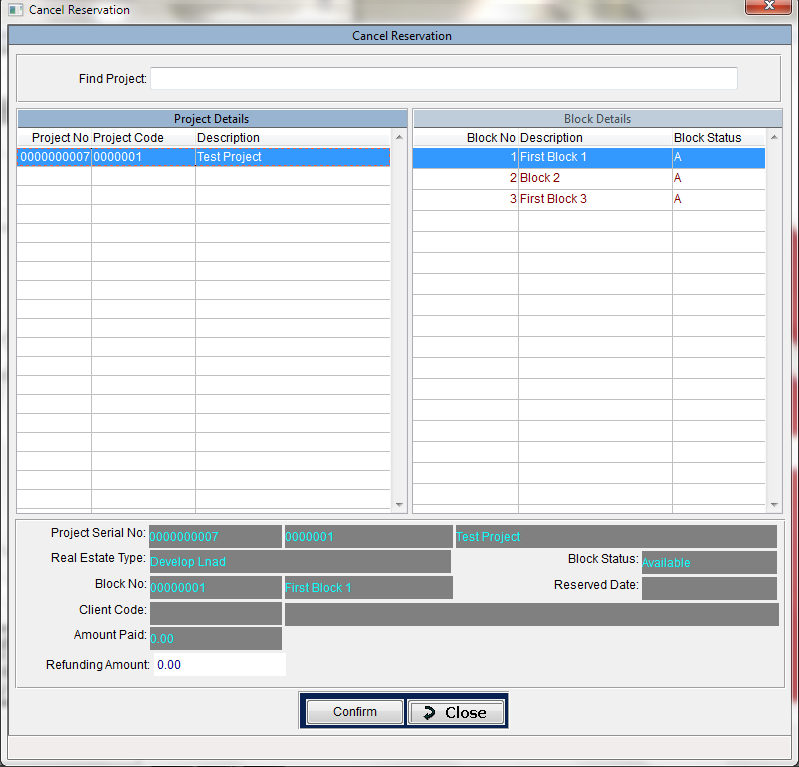 Cancel Reservation
Cancel Reservation
Find Project:
Project Details
Block Details
Project No Project Code Description
Block No Description Block Status
0000000007 0000001 Test Project
1 First Block 1 A
2 Block 2 A
3 First Block 3 A
Project Serial No: 0000000007 0000001 Test Project
Real Estate Type: Develop Lnad Block Status: Available
Block No: 00000001 First Block 1 Reserved Date:
Client Code:
Amount Paid: 0.00
Refunding Amount: 0.00
Confirm Close